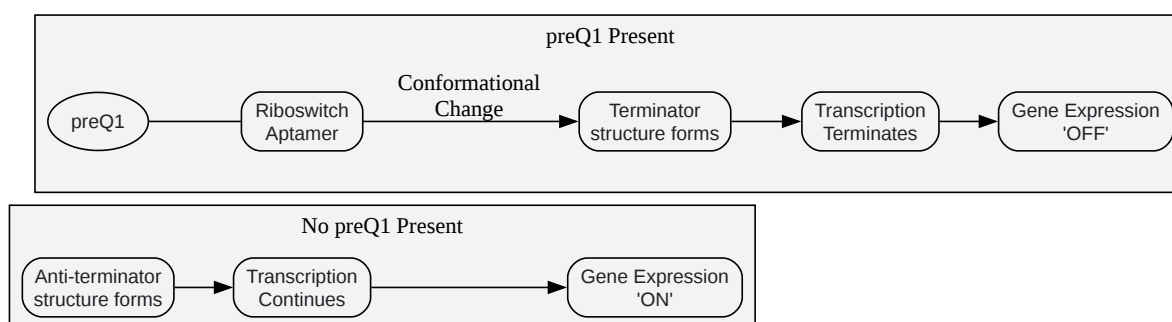 preQ1 Present
preQ1
Riboswitch
Aptamer
Conformational
Change
Terminator
structure forms
Transcription
Terminates
Gene Expression
'OFF'
No preQ1 Present
Anti-terminator
structure forms
Transcription
Continues
Gene Expression
'ON'